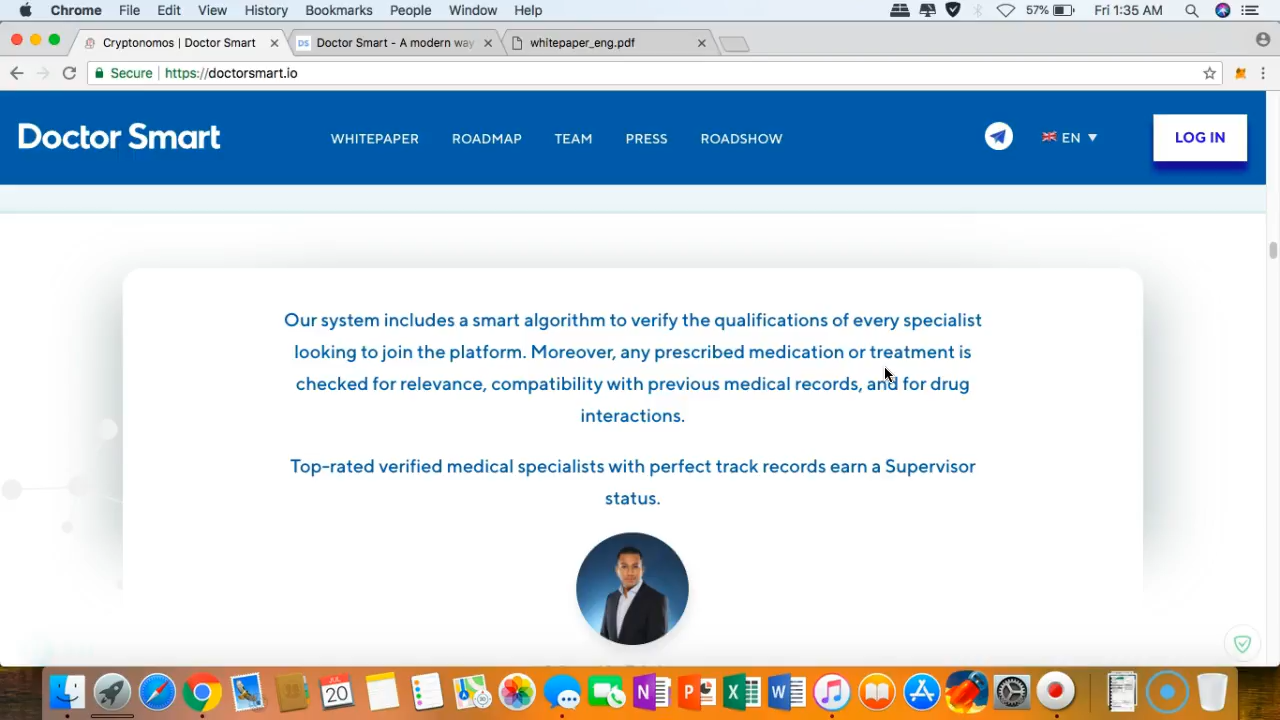 Chrome File Edit View History Bookmarks People Window Help 57% Fri 1:35 AM
Cryptonomos | Doctor Smart
DS Doctor Smart - A modern way
whitepaper_eng.pdf
Secure https://doctorsmart.io
Doctor Smart WHITEPAPER ROADMAP TEAM PRESS ROADSHOW EN LOG IN
Our system includes a smart algorithm to verify the qualifications of every specialist
looking to join the platform. Moreover, any prescribed medication or treatment is
checked for relevance, compatibility with previous medical records, and for drug
interactions.
Top-rated verified medical specialists with perfect track records earn a Supervisor
status.
JUL
20
N P X W